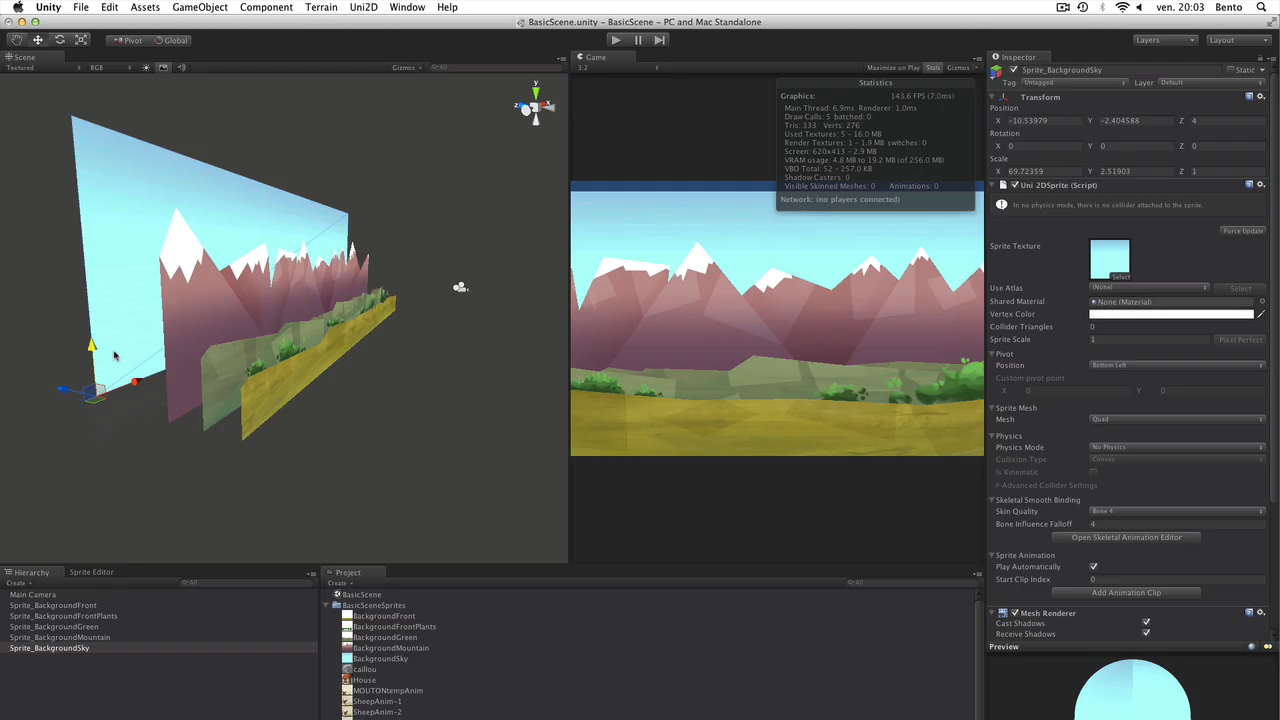 Unity File Edit Assets GameObject Component Terrain Uni2D Window Help ven. 20:03 Bento
BasicScene.unity - BasicScene - PC and Mac Standalone
Pivot Global Layers Layout
Scene
Textured RGB Gizmos All
Game
3:2 Maximize on Play Stats Gizmos
Statistics
Graphics: 143.6 FPS (7.0ms)
Main Thread: 6.9ms Renderer: 1.0ms
Draw Calls: 5 batched: 0
Tris: 333 Verts: 276
Used Textures: 5 - 16.0 MB
Render Textures: 1 - 1.9 MB switches: 0
Screen: 620x413 - 2.9 MB
VRAM usage: 4.8 MB to 19.2 MB (of 256.0 MB)
VBO Total: 52 - 257.0 KB
Shadow Casters: 0
Visible Skinned Meshes: 0 Animations: 0
Network: (no players connected)
y
z
x
Inspector
Sprite_BackgroundSky Static
Tag Untagged Layer Default
Transform
Position
X -10.53979 Y -2.404588 Z 4
Rotation
X 0 Y 0 Z 0
Scale
X 69.72359 Y 2.51903 Z 1
Uni 2DSprite (Script)
In no physics mode, there is no collider attached to the sprite.
Force Update
Sprite Texture
Select
Use Atlas (None) Select
Shared Material None (Material)
Vertex Color
Collider Triangles 0
Sprite Scale 1 Pixel Perfect
Pivot
Position Bottom Left
Custom pivot point
X 0 Y 0
Sprite Mesh
Mesh Quad
Physics
Physics Mode No Physics
Collision Type Convex
Is Kinematic
Advanced Collider Settings
Skeletal Smooth Binding
Skin Quality Bone 4
Bone Influence Falloff 4
Open Skeletal Animation Editor
Sprite Animation
Play Automatically
Start Clip Index 0
Add Animation Clip
Mesh Renderer
Cast Shadows
Receive Shadows
Preview
Hierarchy Sprite Editor
Create All
Main Camera
Sprite_BackgroundFront
Sprite_BackgroundFrontPlants
Sprite_BackgroundGreen
Sprite_BackgroundMountain
Sprite_BackgroundSky
Project
Create All
BasicScene
BasicSceneSprites
BackgroundFront
BackgroundFrontPlants
BackgroundGreen
BackgroundMountain
BackgroundSky
caillou
House
MOUTONtempAnim
SheepAnim-1
SheepAnim-2